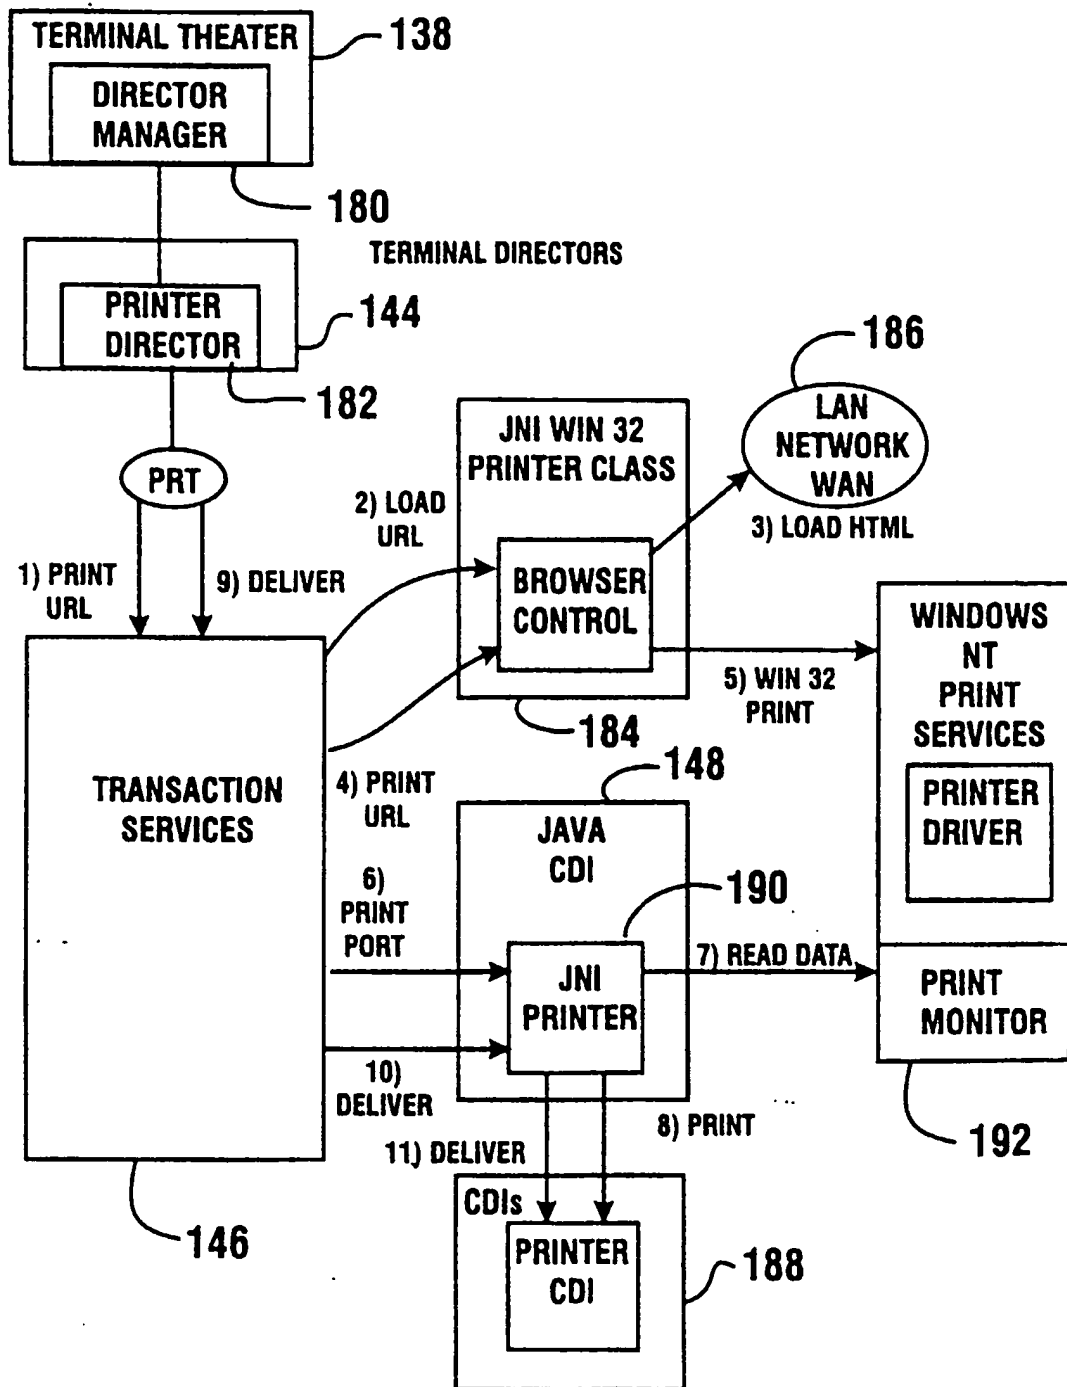 TERMINAL THEATER
138
DIRECTOR
MANAGER
180
TERMINAL DIRECTORS
PRINTER
DIRECTOR
144
182
PRT
1) PRINT
URL
9) DELIVER
2) LOAD
URL
JNI WIN 32
PRINTER CLASS
BROWSER
CONTROL
184
186
LAN
NETWORK
WAN
3) LOAD HTML
5) WIN 32
PRINT
WINDOWS
NT
PRINT
SERVICES
PRINTER
DRIVER
TRANSACTION
SERVICES
4) PRINT
URL
148
JAVA
CDI
190
6)
PRINT
PORT
JNI
PRINTER
7) READ DATA
PRINT
MONITOR
192
10)
DELIVER
8) PRINT
11) DELIVER
146
CDIs
PRINTER
CDI
188